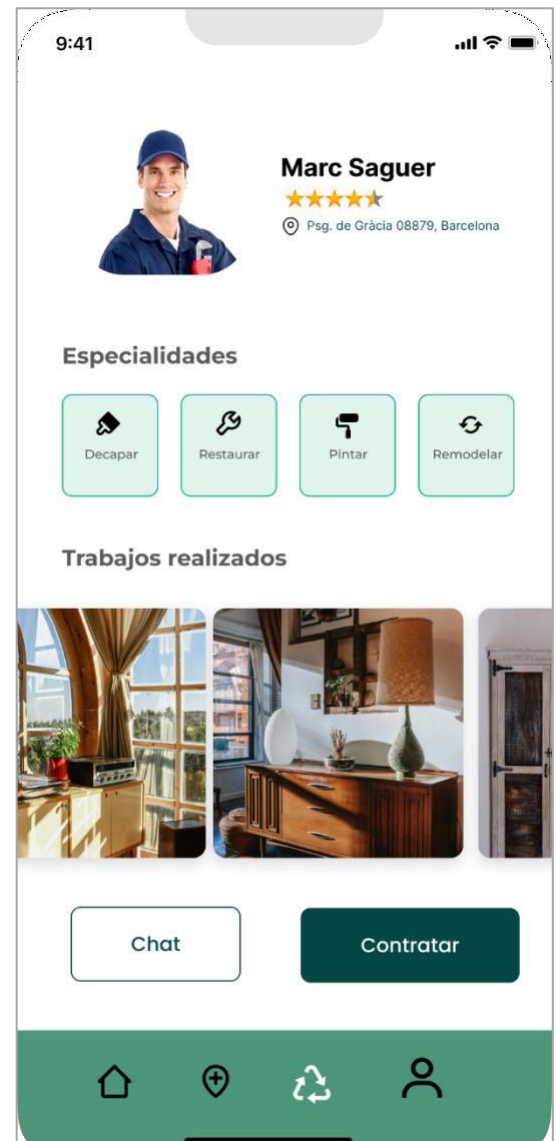 9:41
Marc Saguer
Psg. de Gràcia 08879, Barcelona
Especialidades
Decapar Restaurar Pintar Remodelar
Trabajos realizados
Chat Contratar